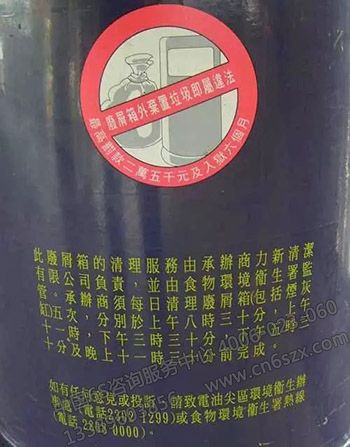 廢屑箱外棄置垃圾即屬違法
最高罰款二萬五千元及入獄六個月
此廢屑箱的清理服務由承辦商力新清潔
有限公司負責，並由食物環境衞生署監
管。承辦商須每日清理廢屑箱(包括煙灰
缸)五次，分別於上午八時三十分，上午
十一時，下午三時三十分，下午五時三
十分及晚上十一時三十分前完成。
如有任何意見或投訴，請致電油尖區環境衞生辦
事處(電話2302 1299)或食物環境衞生署熱線
(電話2868 0000)。